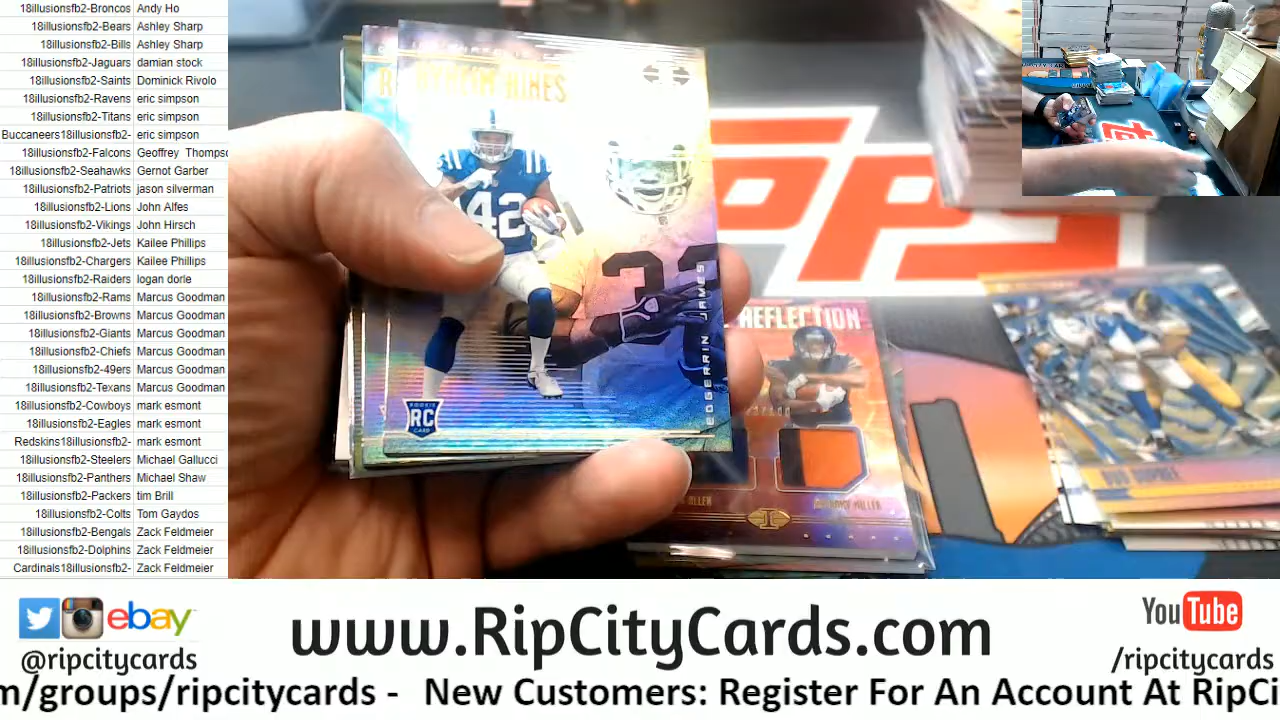 18illusionsfb2-Broncos Andy Ho
18illusionsfb2-Bears Ashley Sharp
18illusionsfb2-Bills Ashley Sharp
18illusionsfb2-Jaguars damian stock
18illusionsfb2-Saints Dominick Rivolo
18illusionsfb2-Ravens eric simpson
18illusionsfb2-Titans eric simpson
Buccaneers18illusionsfb2- eric simpson
18illusionsfb2-Falcons Geoffrey Thompsc
18illusionsfb2-Seahawks Gernot Garber
18illusionsfb2-Patriots jason silverman
18illusionsfb2-Lions John Alfes
18illusionsfb2-Vikings John Hirsch
18illusionsfb2-Jets Kailee Phillips
18illusionsfb2-Chargers Kailee Phillips
18illusionsfb2-Raiders logan dorle
18illusionsfb2-Rams Marcus Goodman
18illusionsfb2-Browns Marcus Goodman
18illusionsfb2-Giants Marcus Goodman
18illusionsfb2-Chiefs Marcus Goodman
18illusionsfb2-49ers Marcus Goodman
18illusionsfb2-Texans Marcus Goodman
18illusionsfb2-Cowboys mark esmont
18illusionsfb2-Eagles mark esmont
Redskins18illusionsfb2- mark esmont
18illusionsfb2-Steelers Michael Gallucci
18illusionsfb2-Panthers Michael Shaw
18illusionsfb2-Packers tim Brill
18illusionsfb2-Colts Tom Gaydos
18illusionsfb2-Bengals Zack Feldmeier
18illusionsfb2-Dolphins Zack Feldmeier
Cardinals18illusionsfb2- Zack Feldmeier
HINES
42
32
EDGERRIN JAMES
ROOKIE
RC
CARD
REFLECTION
MILLER
ebay
@ripcitycards
www.RipCityCards.com
YouTube
/ripcitycards
m/groups/ripcitycards - New Customers: Register For An Account At RipCi